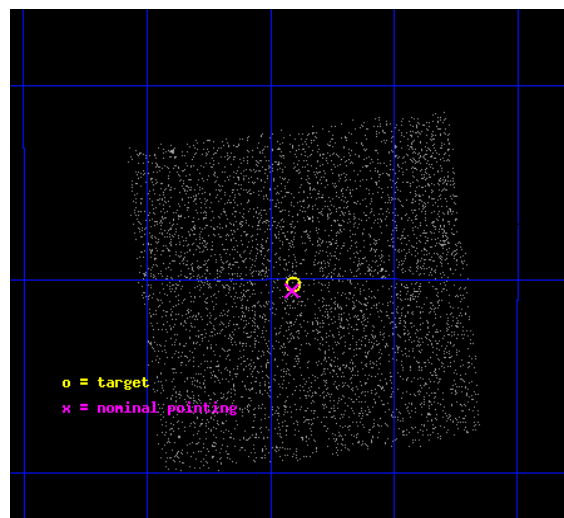 o = target
x = nominal pointing